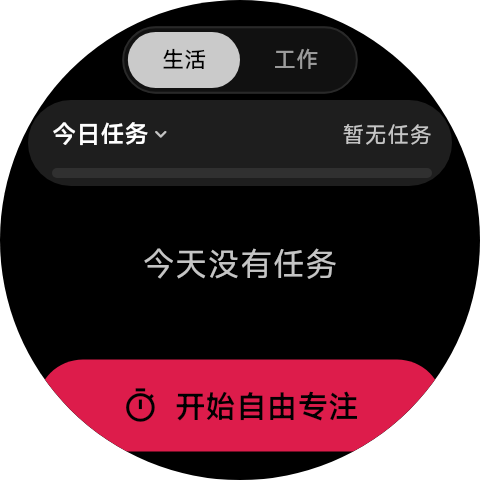 生活 工作
今日任务 暂无任务
今天没有任务
开始自由专注